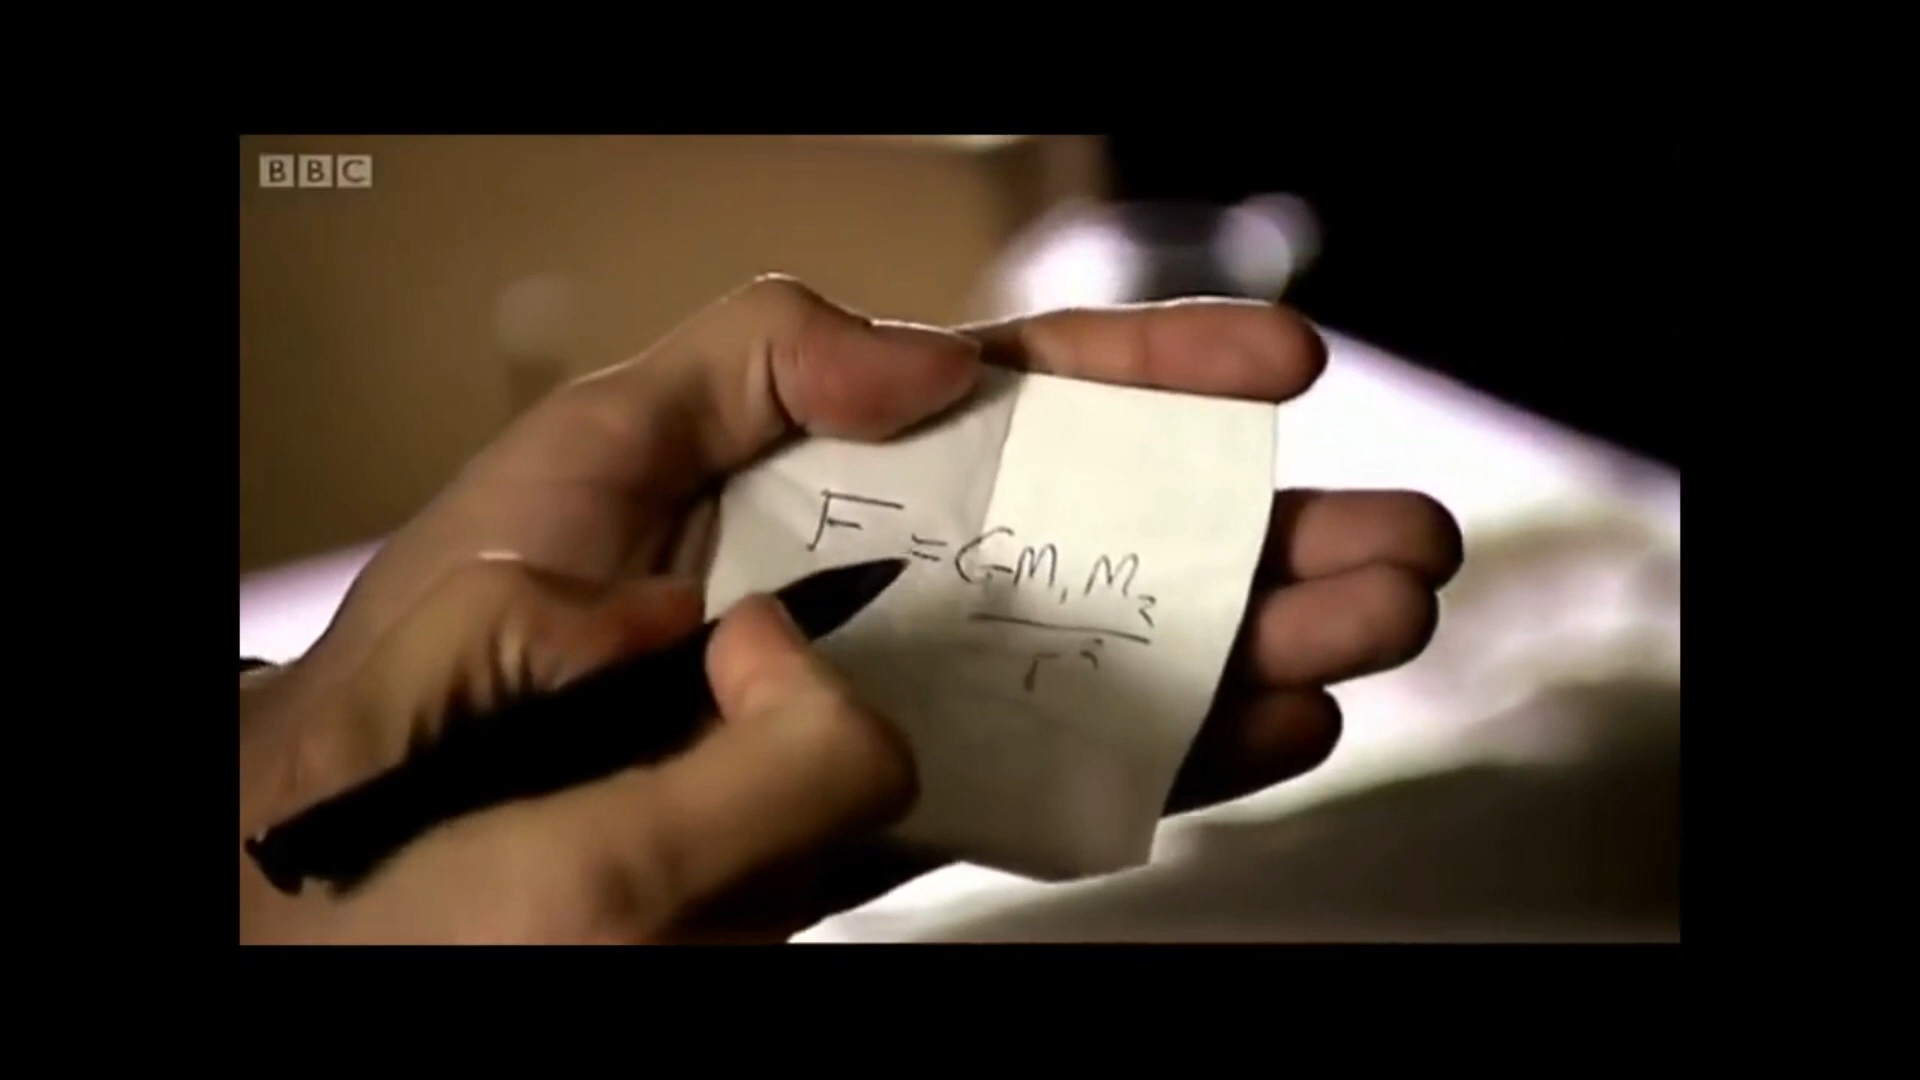 BBC
F = GM₁M₂
r²